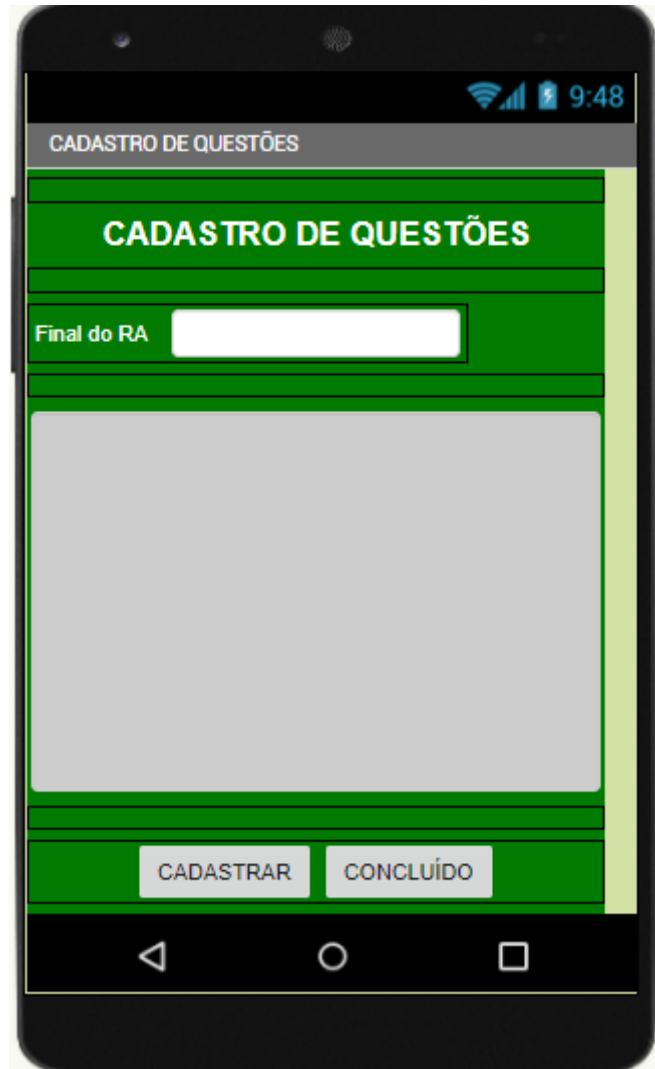 9:48
CADASTRO DE QUESTÕES
CADASTRO DE QUESTÕES
Final do RA
CADASTRAR CONCLUÍDO